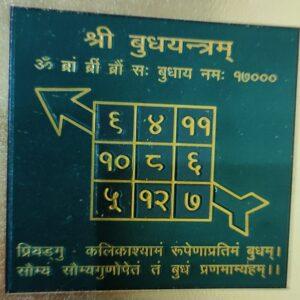 श्री बुधयन्त्रम्
ॐ ब्रां ब्रीं ब्रौं सः बुधाय नमः १७०००
९ ४ ११
१० ८ ६
५ १२ ७
प्रियङ्गु - कलिकाश्यामं रूपेणाप्रतिमं बुधम्।
सौम्य सौम्यगुणोपेतं तं बुधं प्रणमाम्यहम्।।